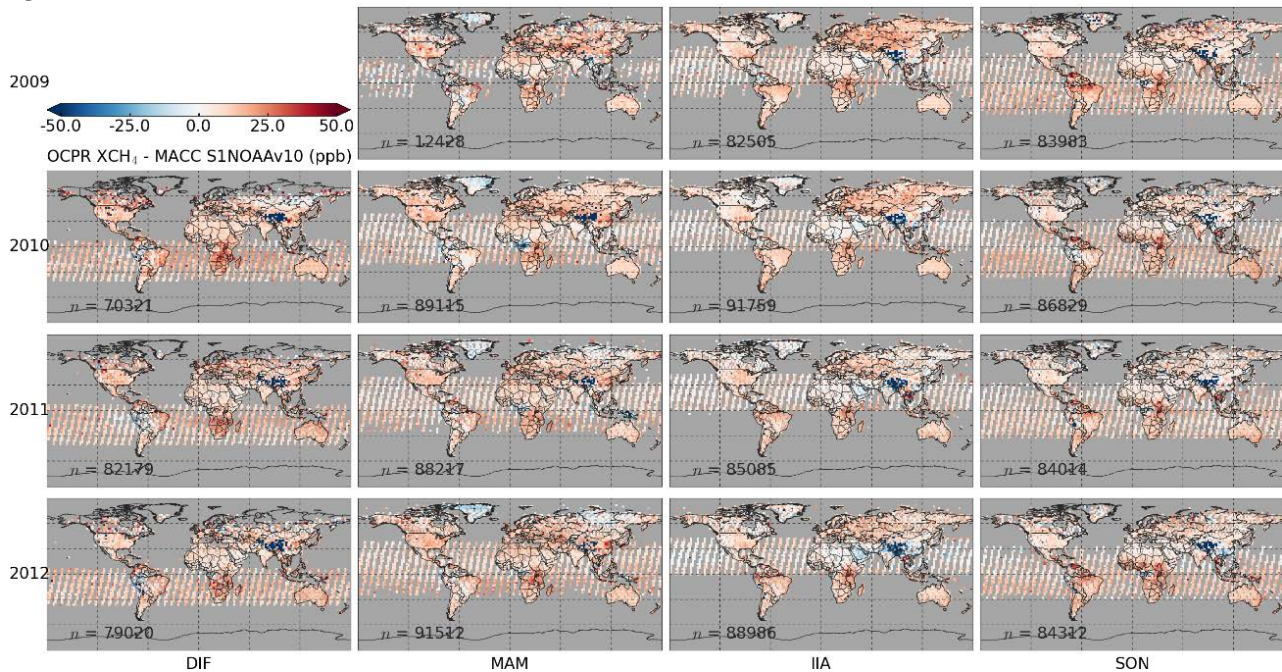 2009
-50.0 -25.0 0.0 25.0 50.0
OCPR XCH₄ - MACC S1NOAAv10 (ppb)
n = 12428
n = 82505
n = 83983
2010
n = 70321
n = 89115
n = 91759
n = 86829
2011
n = 82179
n = 88217
n = 85085
n = 84014
2012
n = 79020
n = 91512
n = 88986
n = 84312
DJF MAM JJA SON